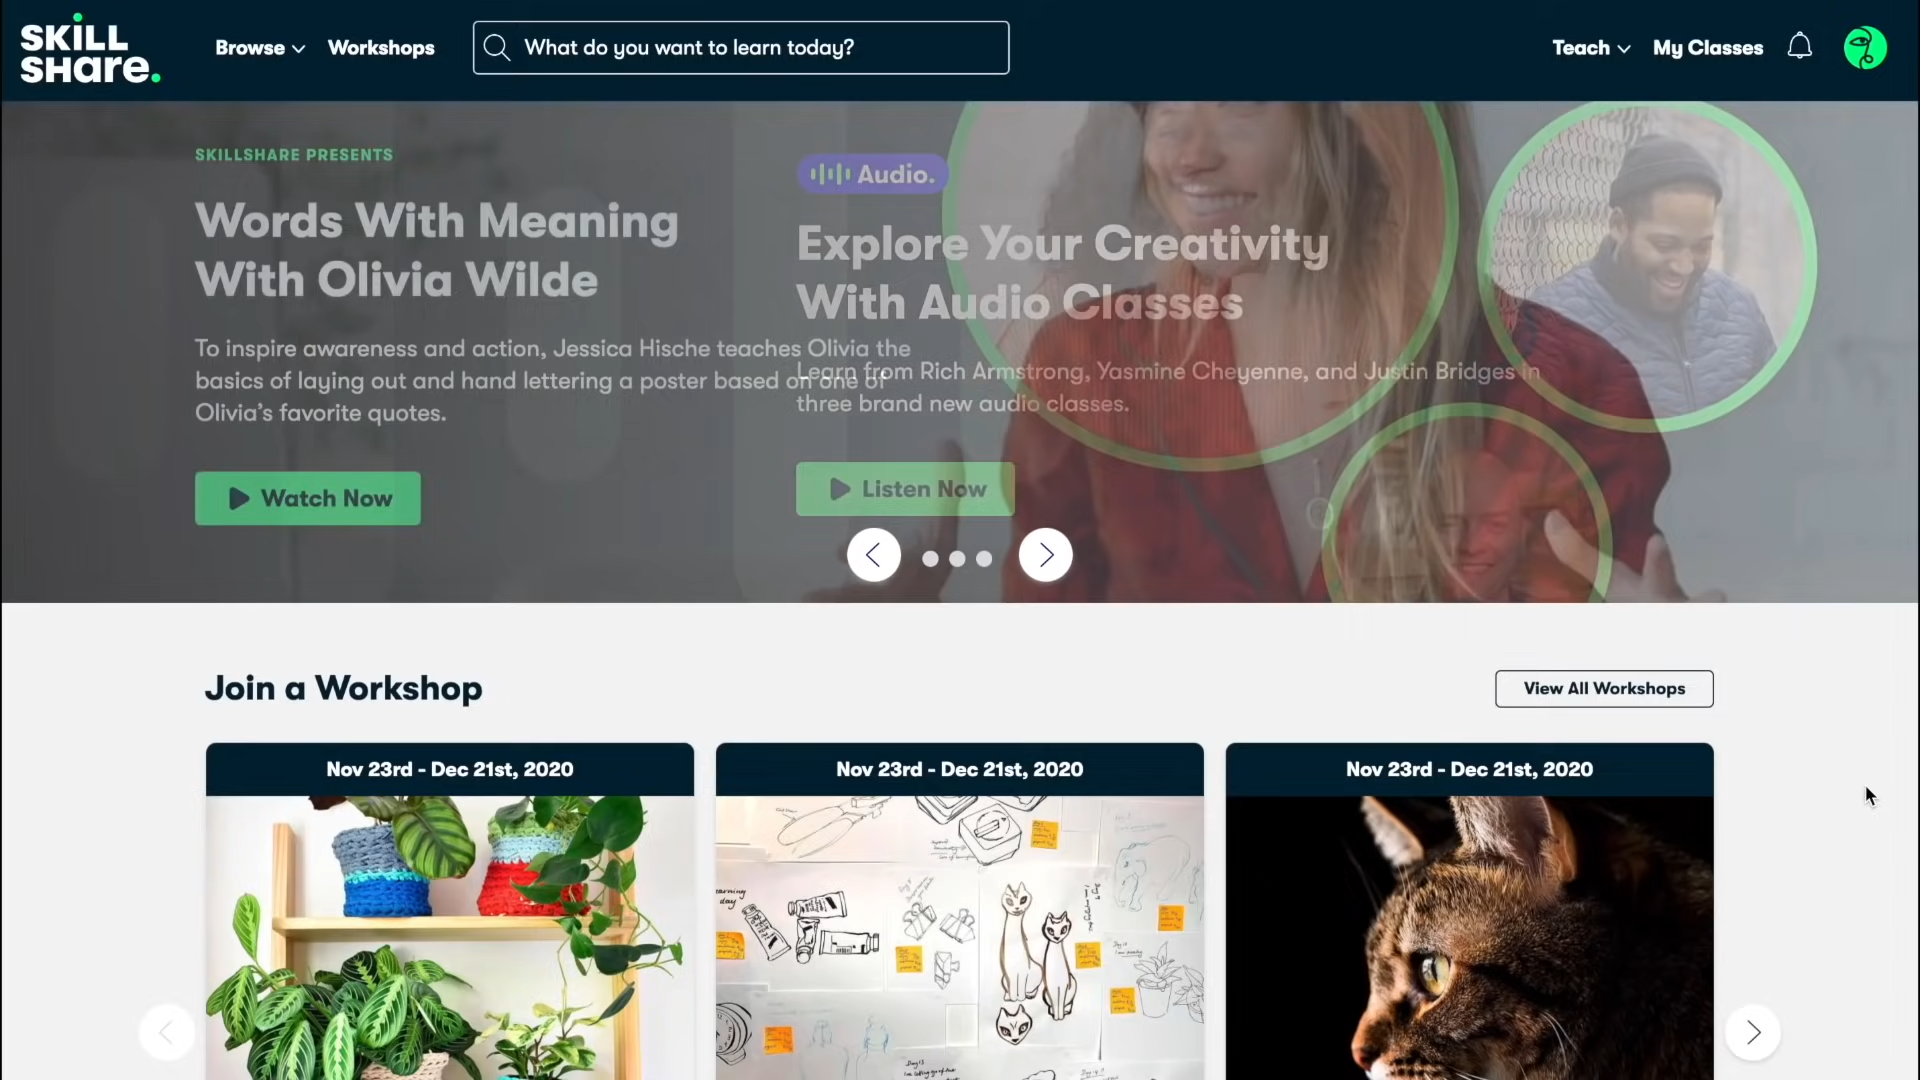 SKILL
SHare.
Browse
Workshops
What do you want to learn today?
Teach
My Classes
SKILLSHARE PRESENTS
Words With Meaning
With Olivia Wilde
To inspire awareness and action, Jessica Hische teaches Olivia the
basics of laying out and hand lettering a poster based on one of
Olivia's favorite quotes.
Watch Now
Audio.
Explore Your Creativity
With Audio Classes
Learn from Rich Armstrong, Yasmine Cheyenne, and Justin Bridges in
three brand new audio classes.
Listen Now
Join a Workshop
View All Workshops
Nov 23rd - Dec 21st, 2020
Nov 23rd - Dec 21st, 2020
Nov 23rd - Dec 21st, 2020